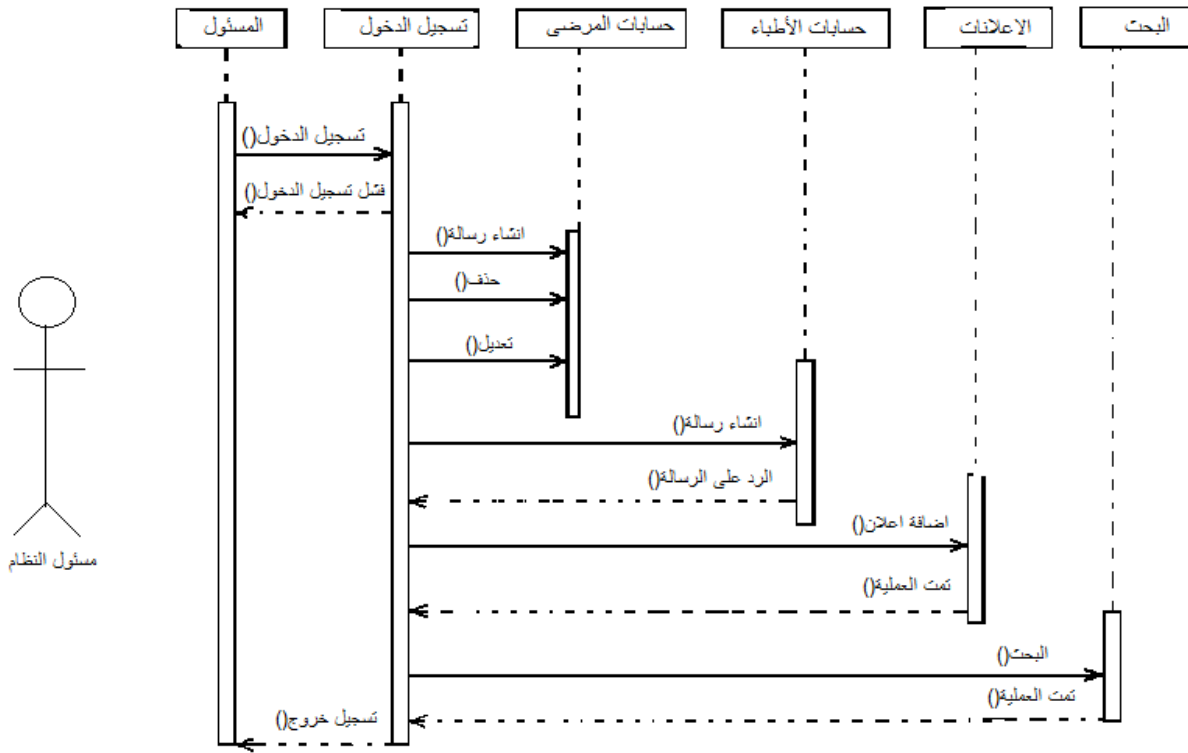 المسئول
تسجيل الدخول
حسابات المرضى
حسابات الأطباء
الاعلانات
البحث
تسجيل الدخول()
فشل تسجيل الدخول()
انشاء رسالة()
حذف()
تعديل()
انشاء رسالة()
الرد على الرسالة()
اضافة اعلان()
تمت العملية()
البحث()
تمت العملية()
تسجيل خروج()
مسئول النظام